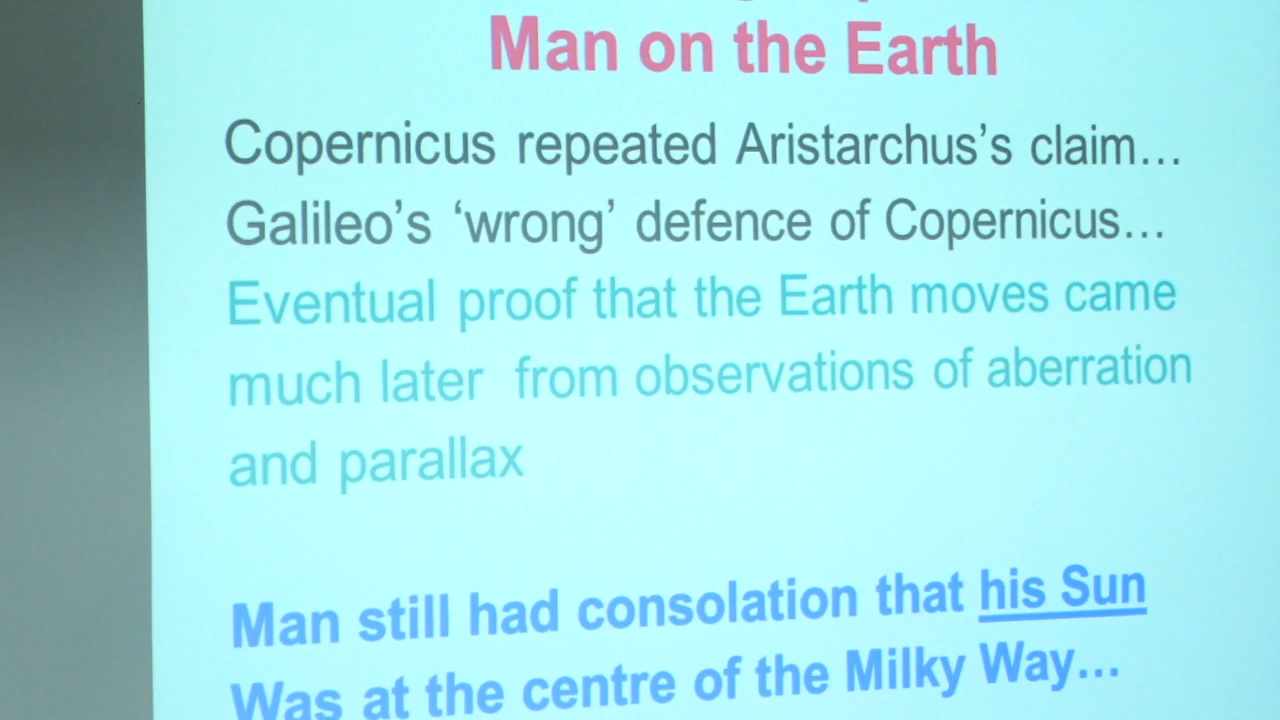 Man on the Earth
Copernicus repeated Aristarchus’s claim…
Galileo’s ‘wrong’ defence of Copernicus…
Eventual proof that the Earth moves came
much later from observations of aberration
and parallax
Man still had consolation that his Sun
Was at the centre of the Milky Way…